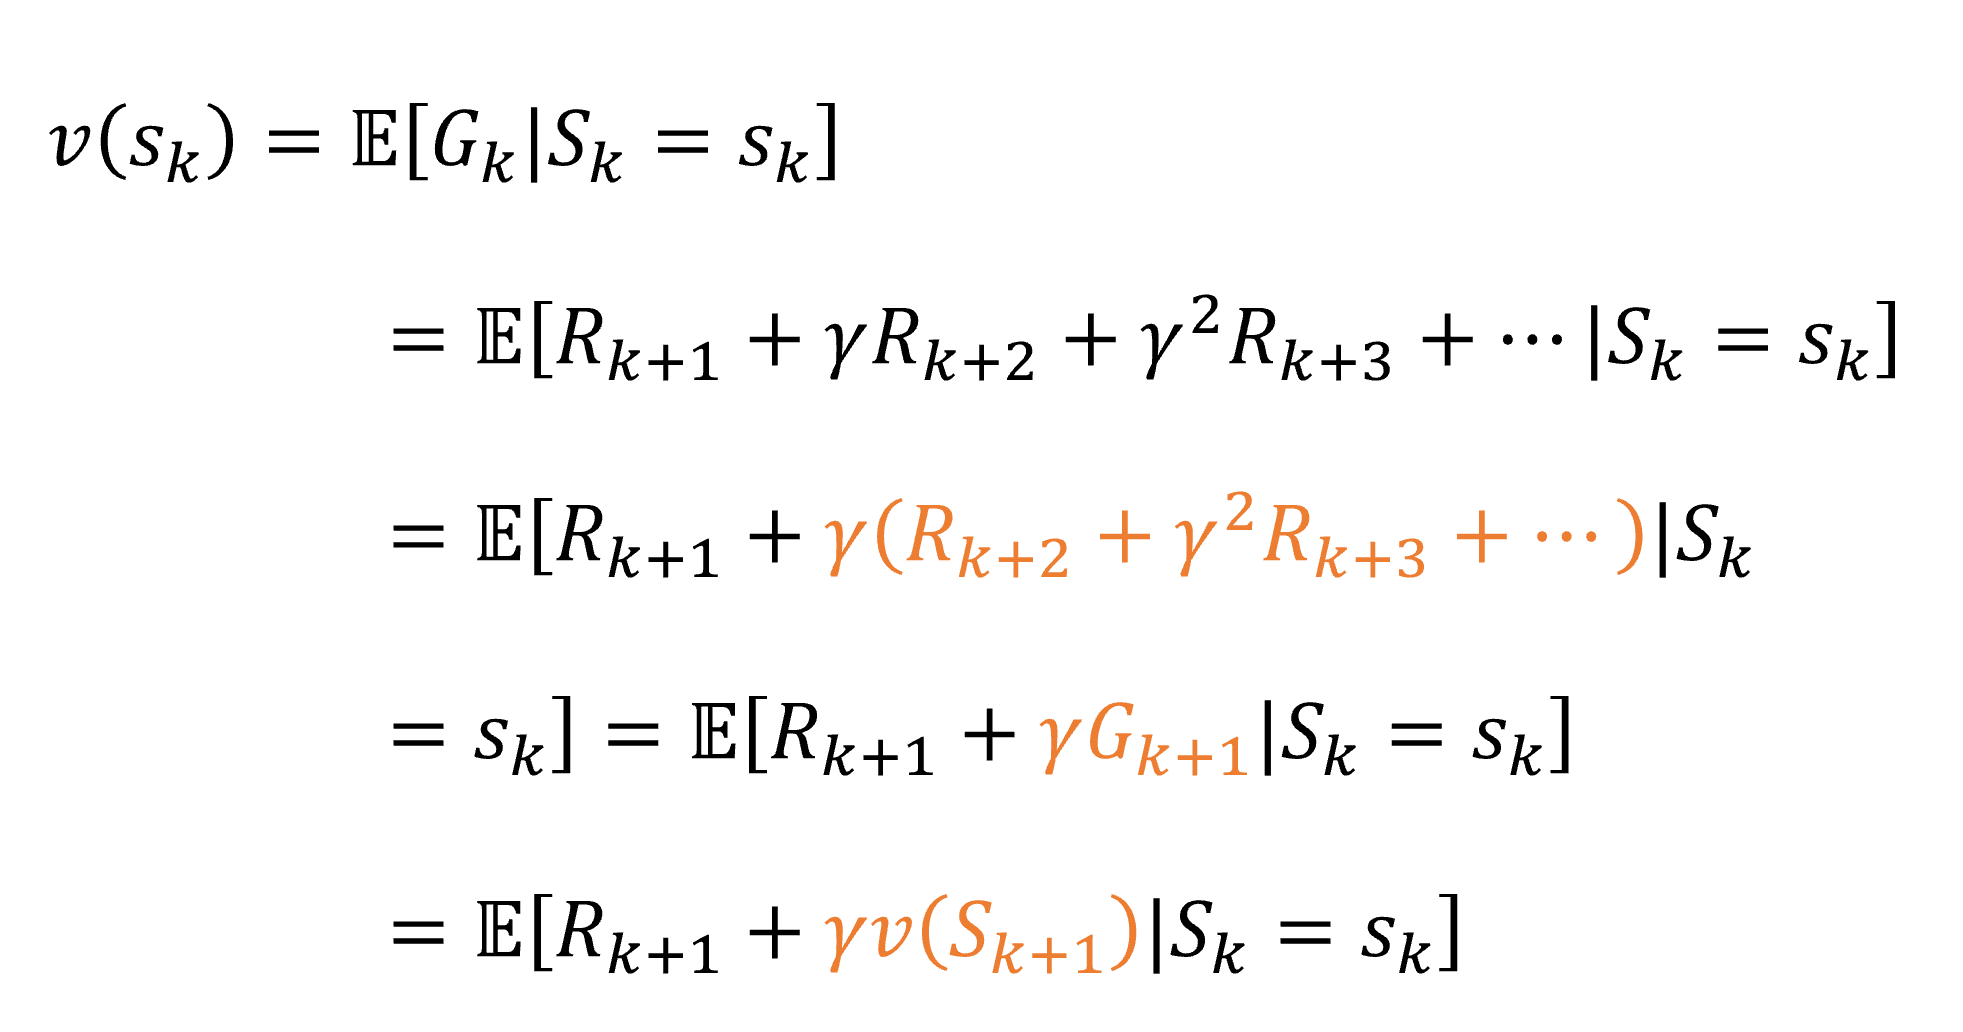 v(s_k) = 𝔼[G_k|S_k = s_k]
= 𝔼[R_{k+1} + γR_{k+2} + γ^2R_{k+3} + ⋯ |S_k = s_k]
= 𝔼[R_{k+1} + γ(R_{k+2} + γ^2R_{k+3} + ⋯ )|S_k
= s_k] = 𝔼[R_{k+1} + γG_{k+1}|S_k = s_k]
= 𝔼[R_{k+1} + γv(S_{k+1})|S_k = s_k]